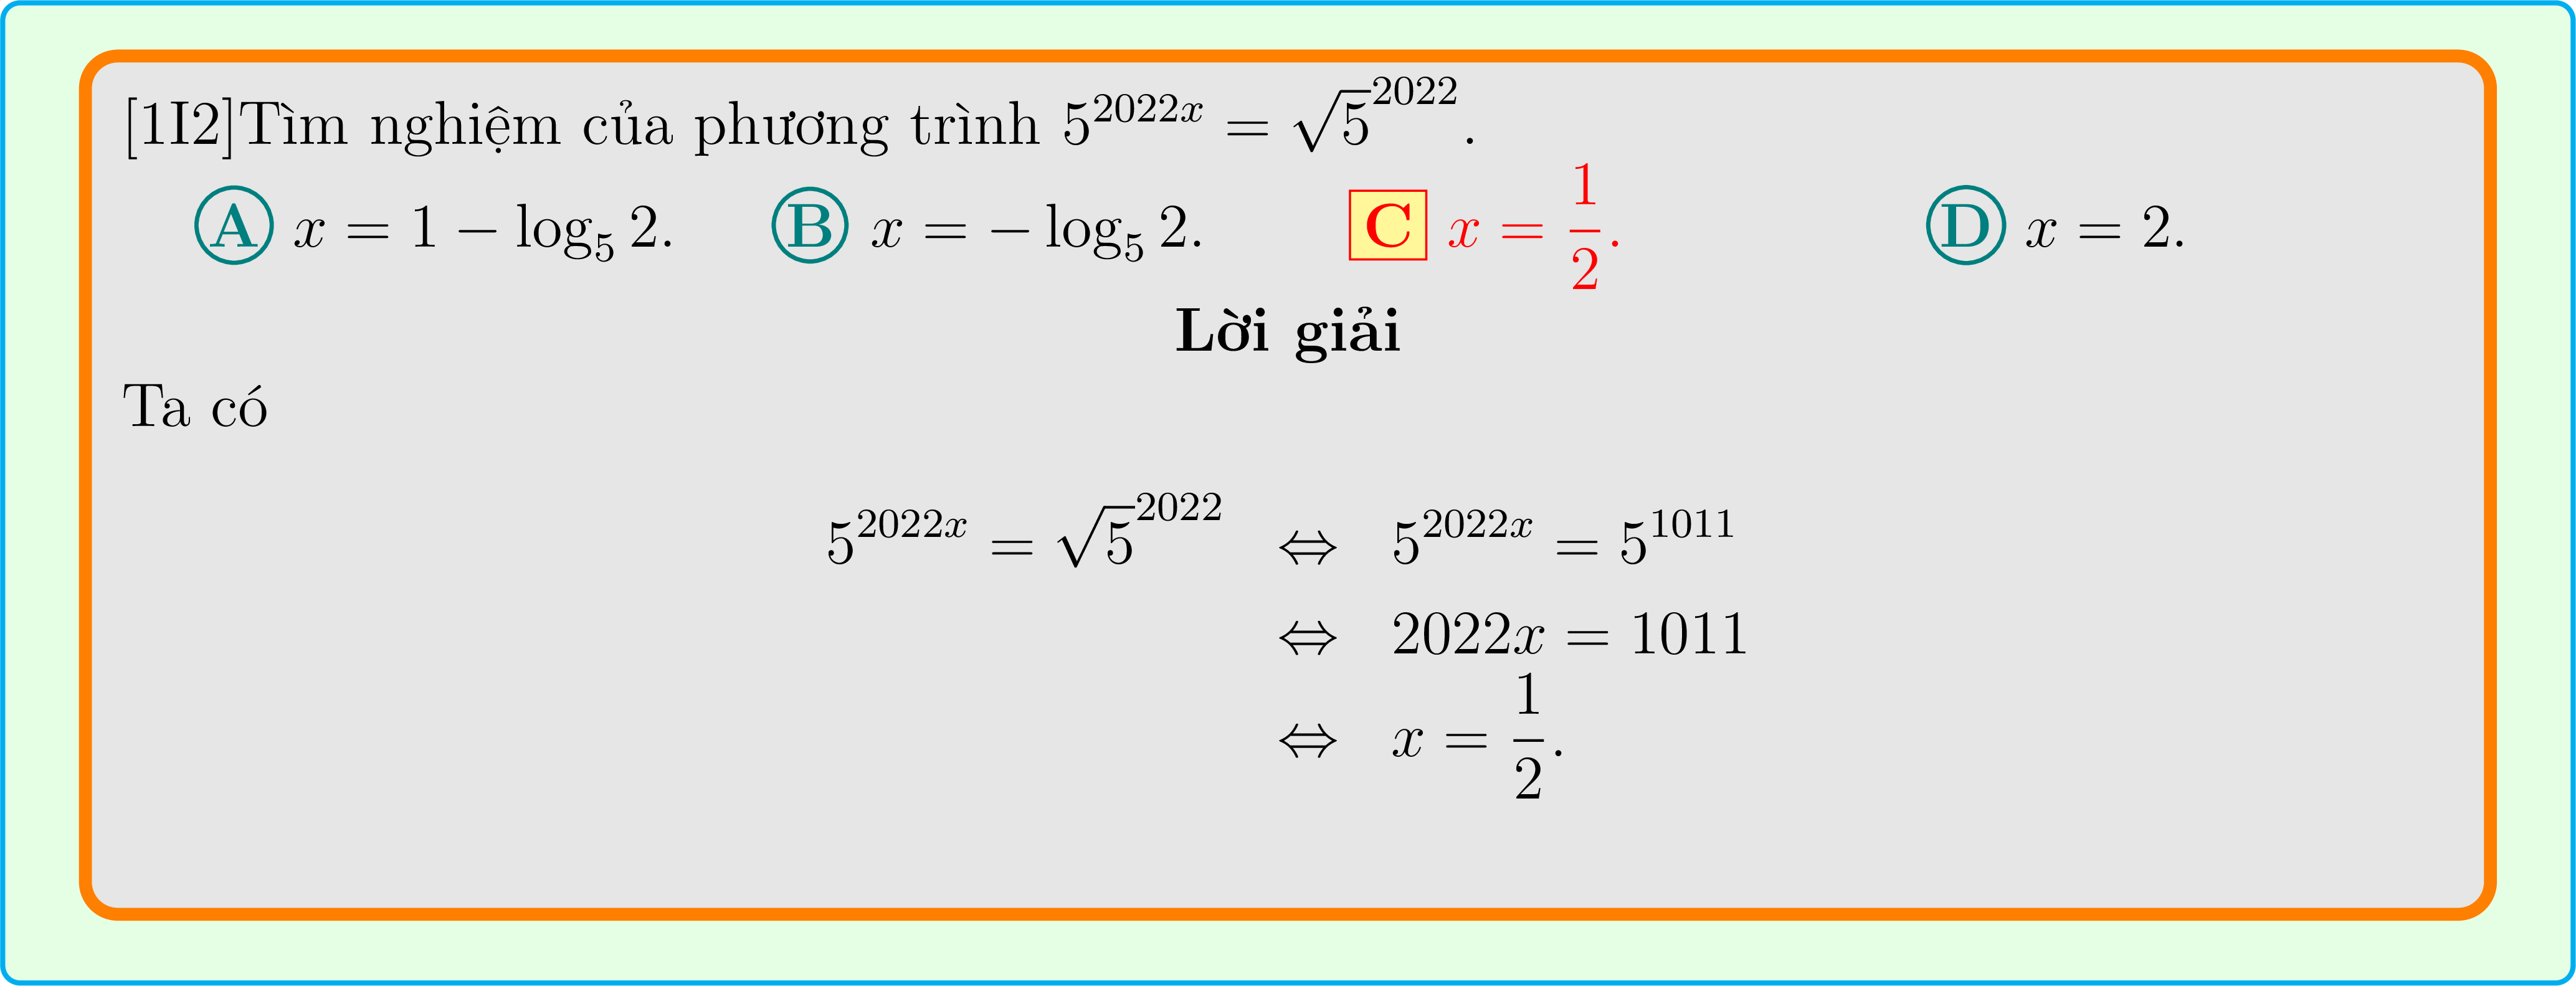 [1I2]Tìm nghiệm của phương trình $5^{2022x} = \sqrt{5}^{2022}$.
A x = 1 − log₅ 2. B x = − log₅ 2. C $x = \frac{1}{2}$. D x = 2.
Lời giải
Ta có
$5^{2022x} = \sqrt{5}^{2022} \Leftrightarrow 5^{2022x} = 5^{1011}$
$\Leftrightarrow 2022x = 1011$
$\Leftrightarrow x = \frac{1}{2}.$